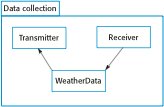 Data collection
Transmitter
Receiver
WeatherData